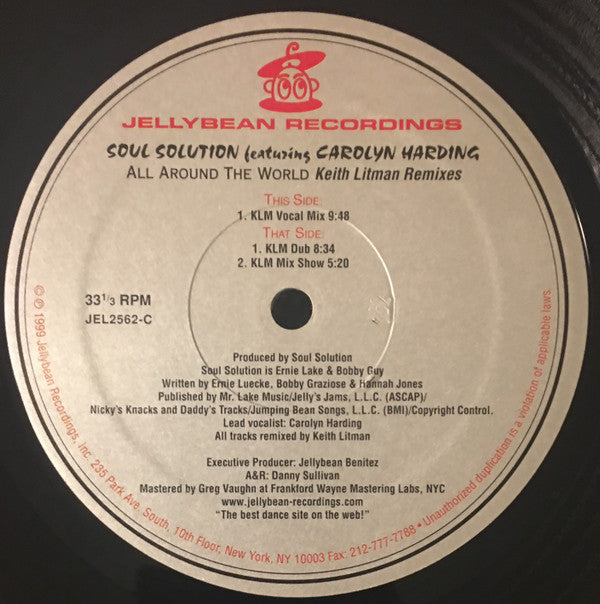 JELLYBEAN RECORDINGS
SOUL SOLUTION featuring CAROLYN HARDING
ALL AROUND THE WORLD Keith Litman Remixes
THIS SIDE:
1. KLM Vocal Mix 9:48
THAT SIDE:
1. KLM Dub 8:34
2. KLM Mix Show 5:20
33 1/3 RPM
JEL2562-C
Produced by Soul Solution
Soul Solution is Ernie Lake & Bobby Guy
Written by Ernie Luecke, Bobby Graziose & Hannah Jones
Published by Mr. Lake Music/Jelly's Jams, L.L.C. (ASCAP)/
Nicky's Knacks and Daddy's Tracks/Jumping Bean Songs, L.L.C. (BMI)/Copyright Control.
Lead vocalist: Carolyn Harding
All tracks remixed by Keith Litman
Executive Producer: Jellybean Benitez
A&R: Danny Sullivan
Mastered by Greg Vaughn at Frankford Wayne Mastering Labs, NYC
www.jellybean-recordings.com
"The best dance site on the web!"
© ℗ 1999 Jellybean Recordings, Inc. 235 Park Ave. South, 10th Floor, New York, NY 10003 Fax: 212-777-7788 • Unauthorized duplication is a violation of applicable laws.